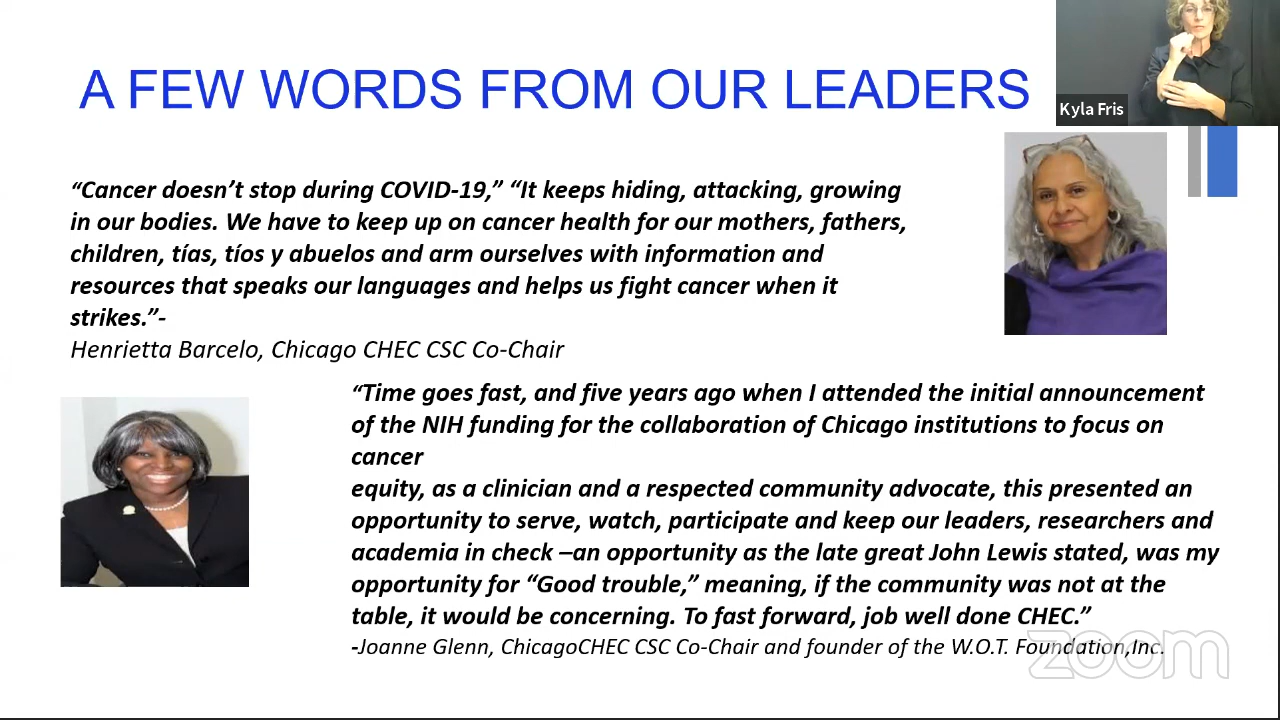 A FEW WORDS FROM OUR LEADERS
Kyla Fris
“Cancer doesn’t stop during COVID-19,” “It keeps hiding, attacking, growing
in our bodies. We have to keep up on cancer health for our mothers, fathers,
children, tías, tíos y abuelos and arm ourselves with information and
resources that speaks our languages and helps us fight cancer when it
strikes.”-
Henrietta Barcelo, Chicago CHEC CSC Co-Chair
“Time goes fast, and five years ago when I attended the initial announcement
of the NIH funding for the collaboration of Chicago institutions to focus on
cancer
equity, as a clinician and a respected community advocate, this presented an
opportunity to serve, watch, participate and keep our leaders, researchers and
academia in check –an opportunity as the late great John Lewis stated, was my
opportunity for “Good trouble,” meaning, if the community was not at the
table, it would be concerning. To fast forward, job well done CHEC.”
-Joanne Glenn, ChicagoCHEC CSC Co-Chair and founder of the W.O.T. Foundation,Inc.
zoom